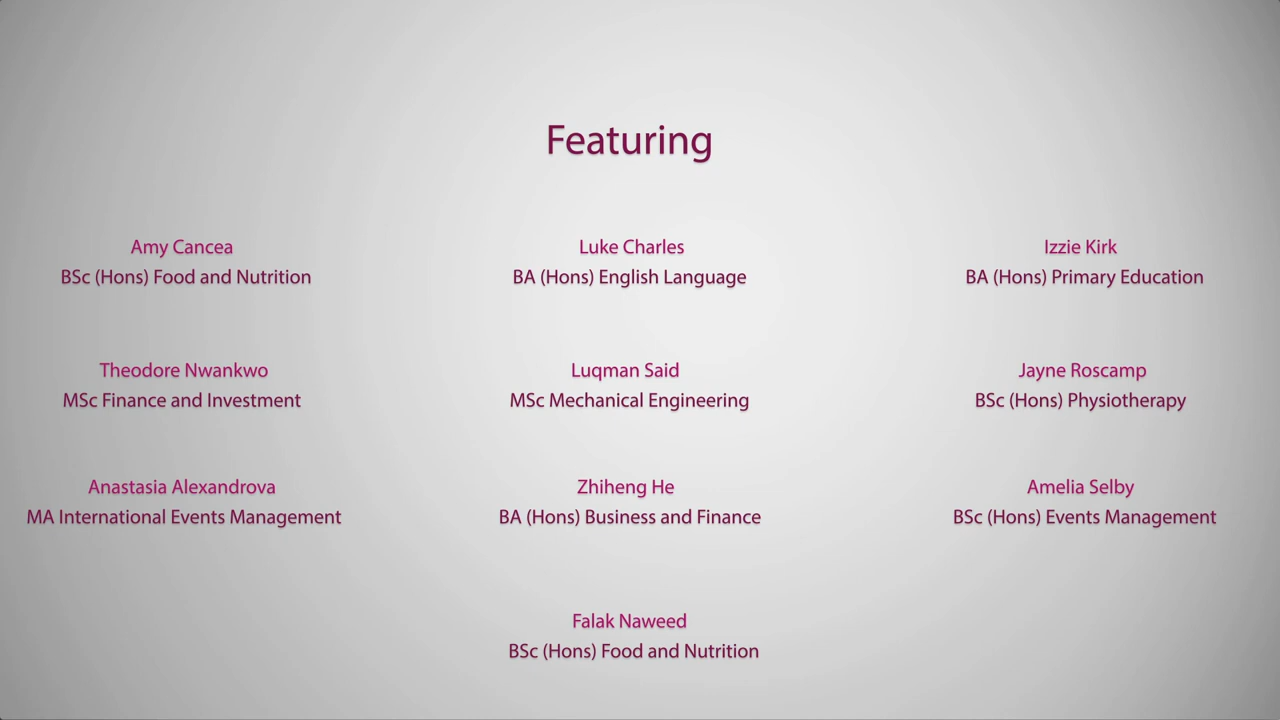 Featuring
Amy Cancea
BSc (Hons) Food and Nutrition
Luke Charles
BA (Hons) English Language
Izzie Kirk
BA (Hons) Primary Education
Theodore Nwankwo
MSc Finance and Investment
Luqman Said
MSc Mechanical Engineering
Jayne Roscamp
BSc (Hons) Physiotherapy
Anastasia Alexandrova
MA International Events Management
Zhiheng He
BA (Hons) Business and Finance
Amelia Selby
BSc (Hons) Events Management
Falak Naweed
BSc (Hons) Food and Nutrition